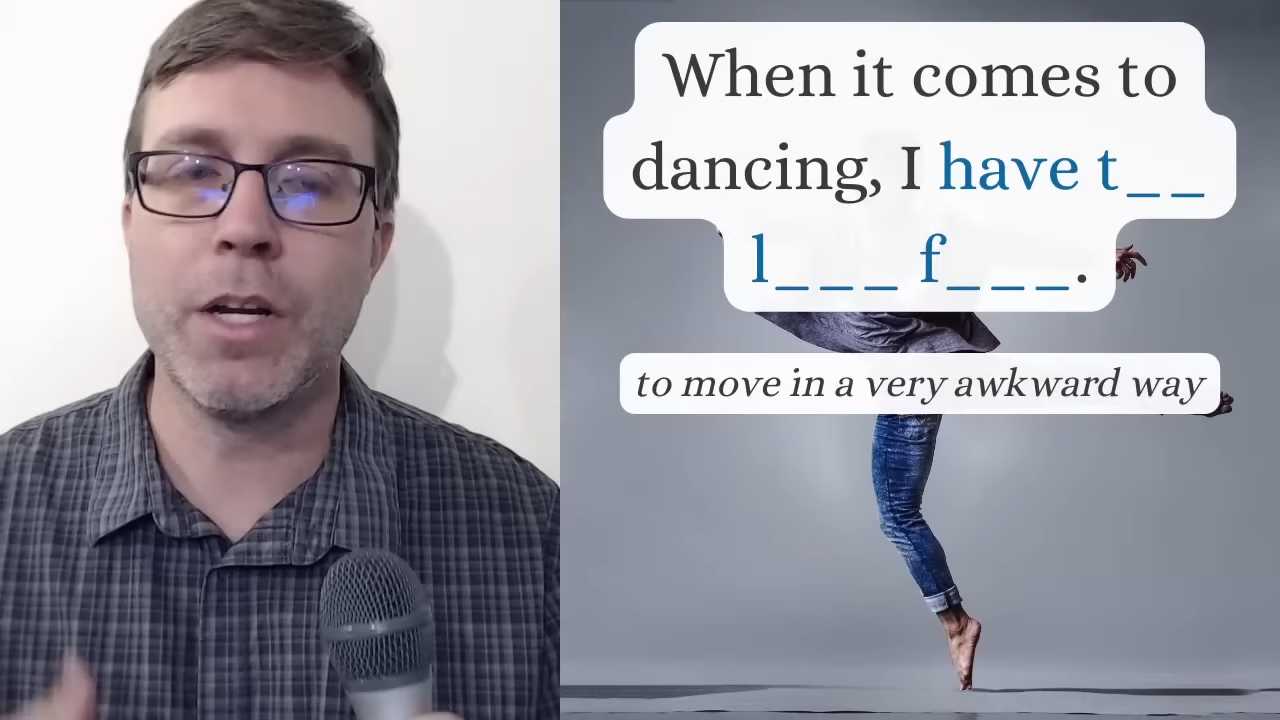 When it comes to
dancing, I have t_ _
l_ _ _ f_ _ _.
to move in a very awkward way